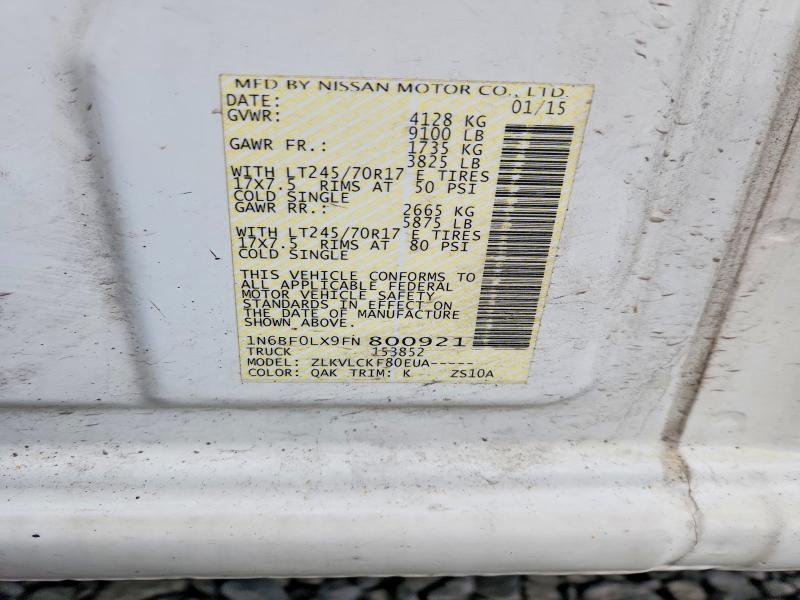 MFD BY NISSAN MOTOR CO., LTD.
DATE: 01/15
GVWR: 4128 KG
9100 LB
GAWR FR.: 1735 KG
3825 LB
WITH LT245/70R17 E TIRES
17X7.5 RIMS AT 50 PSI
COLD SINGLE
GAWR RR.: 2665 KG
5875 LB
WITH LT245/70R17 E TIRES
17X7.5 RIMS AT 80 PSI
COLD SINGLE
THIS VEHICLE CONFORMS TO
ALL APPLICABLE FEDERAL
MOTOR VEHICLE SAFETY
STANDARDS IN EFFECT ON
THE DATE OF MANUFACTURE
SHOWN ABOVE.
1N6BF0LX9FN 800921
TRUCK 153852
MODEL: ZLKVLCKF80EUA-----
COLOR: QAK TRIM: K ZS10A